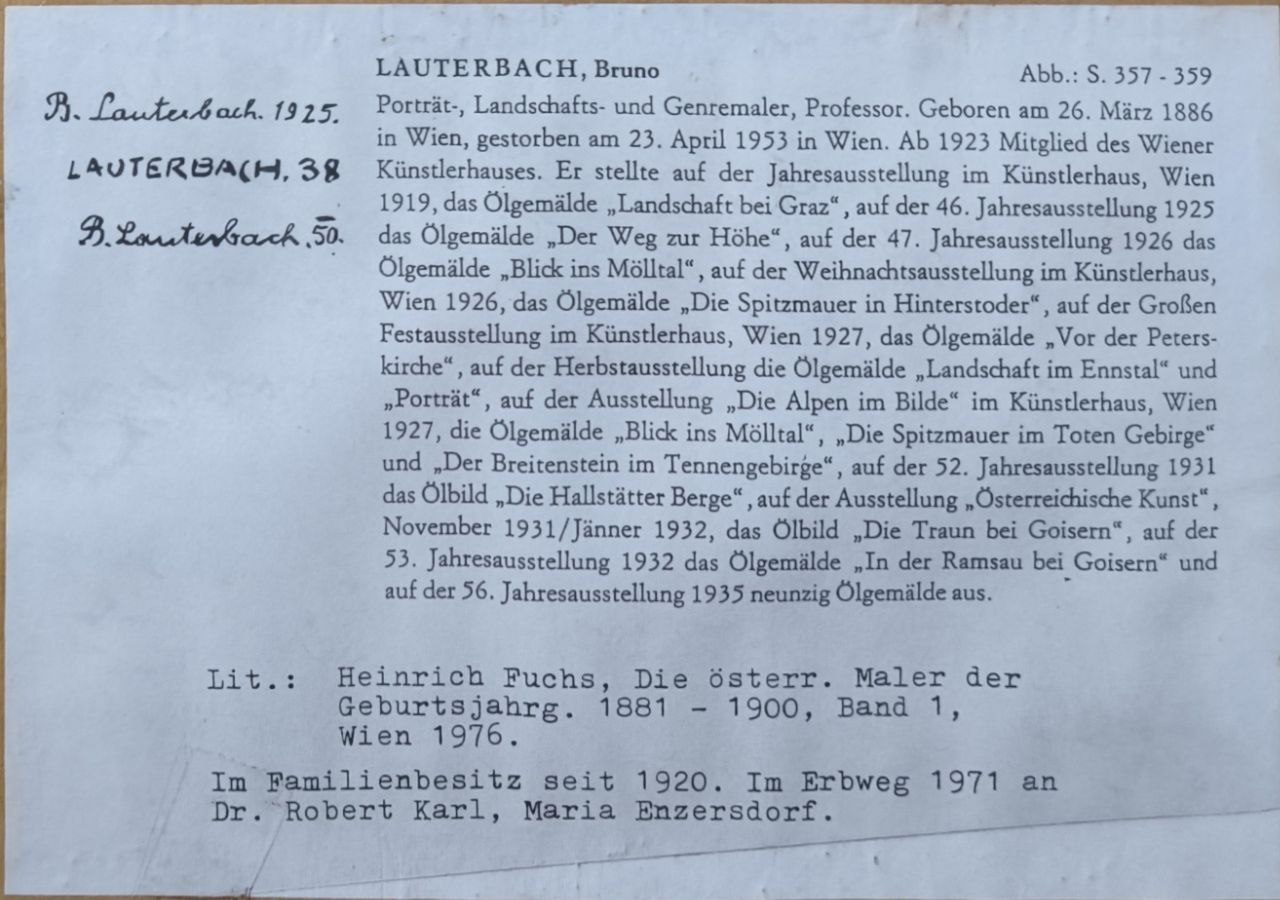 LAUTERBACH, Bruno
Abb.: S. 357 - 359
B. Lauterbach. 1925.
LAUTERBACH. 38
B. Lauterbach. 50.
Porträt-, Landschafts- und Genremaler, Professor. Geboren am 26. März 1886
in Wien, gestorben am 23. April 1953 in Wien. Ab 1923 Mitglied des Wiener
Künstlerhauses. Er stellte auf der Jahresausstellung im Künstlerhaus, Wien
1919, das Ölgemälde „Landschaft bei Graz“, auf der 46. Jahresausstellung 1925
das Ölgemälde „Der Weg zur Höhe“, auf der 47. Jahresausstellung 1926 das
Ölgemälde „Blick ins Mölltal“, auf der Weihnachtsausstellung im Künstlerhaus,
Wien 1926, das Ölgemälde „Die Spitzmauer in Hinterstoder“, auf der Großen
Festausstellung im Künstlerhaus, Wien 1927, das Ölgemälde „Vor der Peters-
kirche“, auf der Herbstausstellung die Ölgemälde „Landschaft im Ennstal“ und
„Porträt“, auf der Ausstellung „Die Alpen im Bilde“ im Künstlerhaus, Wien
1927, die Ölgemälde „Blick ins Mölltal“, „Die Spitzmauer im Toten Gebirge“
und „Der Breitenstein im Tennengebirge“, auf der 52. Jahresausstellung 1931
das Ölbild „Die Hallstätter Berge“, auf der Ausstellung „Österreichische Kunst“,
November 1931/Jänner 1932, das Ölbild „Die Traun bei Goisern“, auf der
53. Jahresausstellung 1932 das Ölgemälde „In der Ramsau bei Goisern“ und
auf der 56. Jahresausstellung 1935 neunzig Ölgemälde aus.
Lit.: Heinrich Fuchs, Die österr. Maler der
Geburtsjahrg. 1881 - 1900, Band 1,
Wien 1976.
Im Familienbesitz seit 1920. Im Erbweg 1971 an
Dr. Robert Karl, Maria Enzersdorf.